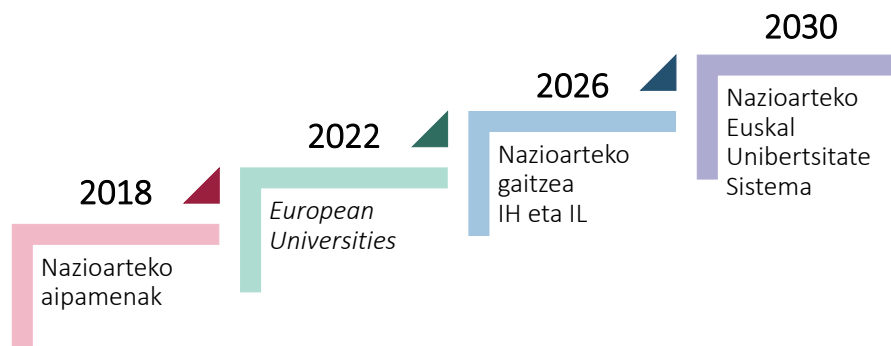 2018
Nazioarteko
aipamenak
2022
European
Universities
2026
Nazioarteko
gaitzea
IH eta IL
2030
Nazioarteko
Euskal
Unibertsitate
Sistema